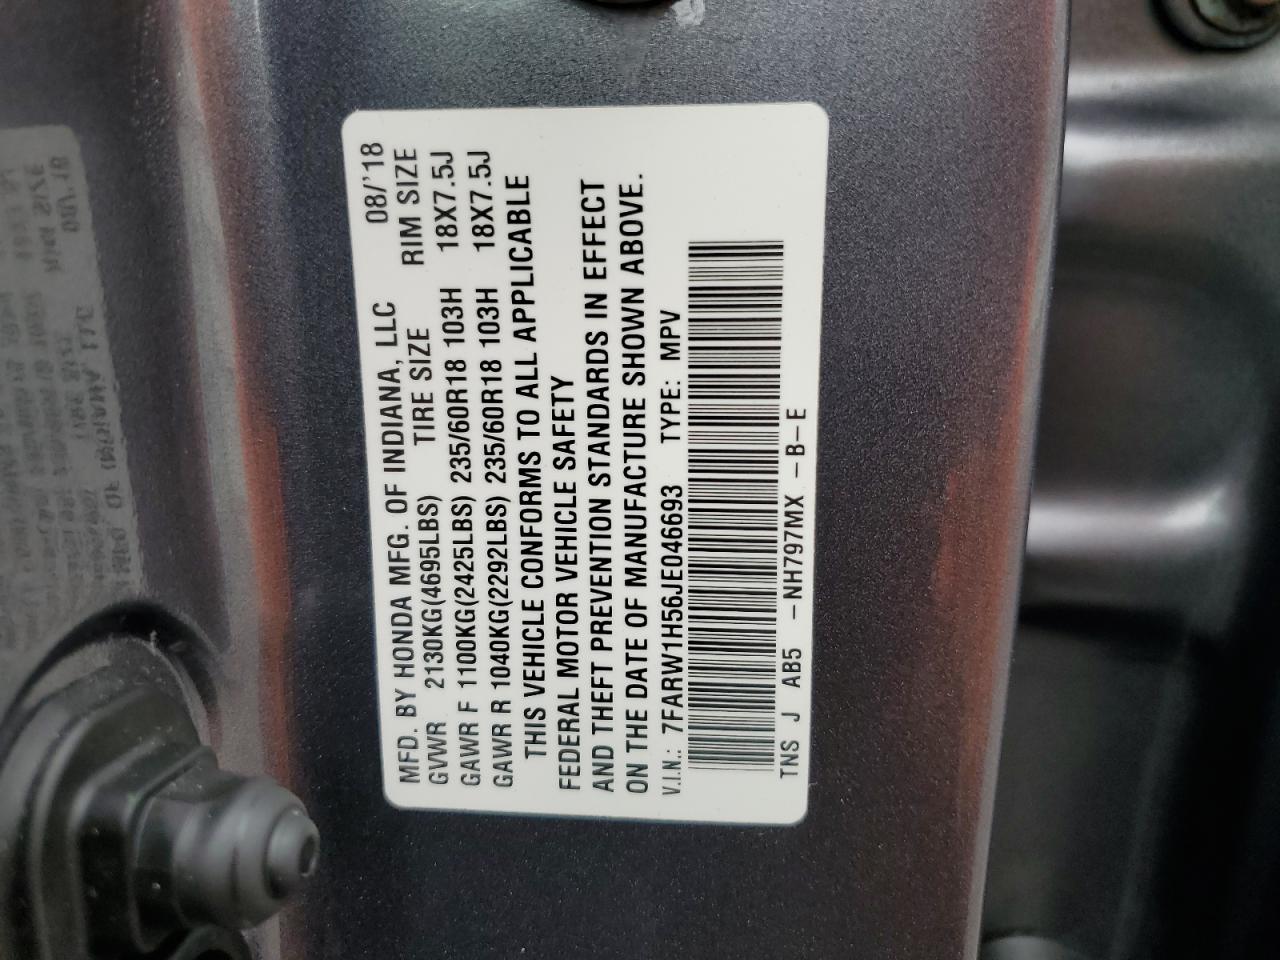 MFD. BY HONDA MFG. OF INDIANA, LLC 08/'18
GVWR 2130KG(4695LBS) TIRE SIZE RIM SIZE
GAWR F 1100KG(2425LBS) 235/60R18 103H 18X7.5J
GAWR R 1040KG(2292LBS) 235/60R18 103H 18X7.5J
THIS VEHICLE CONFORMS TO ALL APPLICABLE
FEDERAL MOTOR VEHICLE SAFETY
AND THEFT PREVENTION STANDARDS IN EFFECT
ON THE DATE OF MANUFACTURE SHOWN ABOVE.
V.I.N.: 7FARW1H56JE046693 TYPE: MPV
TNS J AB5 -NH797MX -B-E